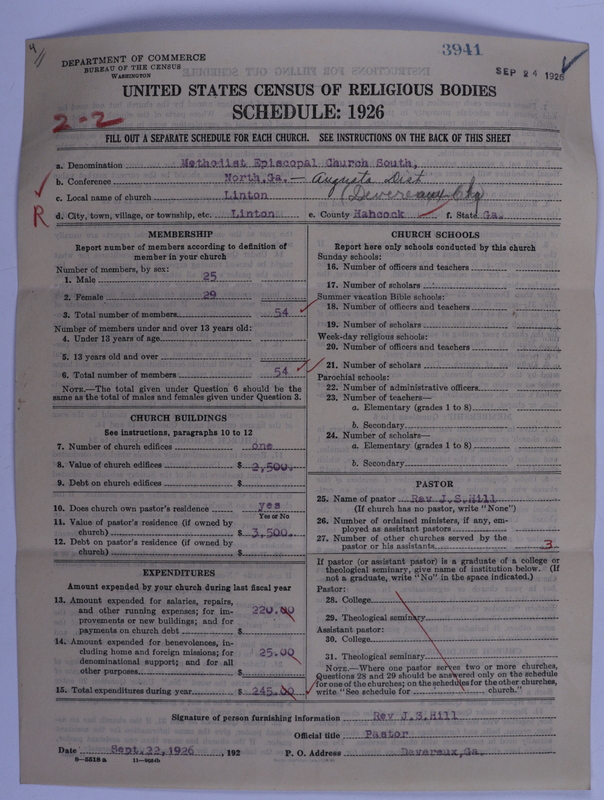 4
3941
DEPARTMENT OF COMMERCE
BUREAU OF THE CENSUS
WASHINGTON
SEP 24 1926
UNITED STATES CENSUS OF RELIGIOUS BODIES
SCHEDULE: 1926
2-2
FILL OUT A SEPARATE SCHEDULE FOR EACH CHURCH. SEE INSTRUCTIONS ON THE BACK OF THIS SHEET
a. Denomination Methodist Episcopal Church South,
b. Conference North.Ga. — Augusta Dist
c. Local name of church Linton (Devereaux Chg
R
d. City, town, village, or township, etc. Linton e. County Hahcock f. State Ga.
MEMBERSHIP
Report number of members according to definition of
member in your church
Number of members, by sex:
1. Male 25
2. Female 29
3. Total number of members 54
Number of members under and over 13 years old:
4. Under 13 years of age
5. 13 years old and over
6. Total number of members 54
NOTE.—The total given under Question 6 should be the
same as the total of males and females given under Question 3.
CHURCH BUILDINGS
See instructions, paragraphs 10 to 12
7. Number of church edifices one
8. Value of church edifices $ 2,500.
9. Debt on church edifices $
10. Does church own pastor's residence yes
Yes or No
11. Value of pastor's residence (if owned by
church) $ 3,500.
12. Debt on pastor's residence (if owned by
church) $
EXPENDITURES
Amount expended by your church during last fiscal year
13. Amount expended for salaries, repairs,
and other running expenses; for im-
provements or new buildings; and for
payments on church debt $ 220.00
14. Amount expended for benevolences, in-
cluding home and foreign missions; for
denominational support; and for all
other purposes $ 25.00
15. Total expenditures during year $ 245.00
CHURCH SCHOOLS
Report here only schools conducted by this church
Sunday schools:
16. Number of officers and teachers
17. Number of scholars
Summer vacation Bible schools:
18. Number of officers and teachers
19. Number of scholars
Week-day religious schools:
20. Number of officers and teachers
21. Number of scholars
Parochial schools:
22. Number of administrative officers
23. Number of teachers—
a. Elementary (grades 1 to 8)
b. Secondary
24. Number of scholars—
a. Elementary (grades 1 to 8)
b. Secondary
PASTOR
25. Name of pastor Rev J.S.Hill
(If church has no pastor, write "None")
26. Number of ordained ministers, if any, em-
ployed as assistant pastors
27. Number of other churches served by the
pastor or his assistants 3
If pastor (or assistant pastor) is a graduate of a college or
theological seminary, give name of institution below. (If
not a graduate, write "No" in the space indicated.)
Pastor:
28. College
29. Theological seminary
Assistant pastor:
30. College
31. Theological seminary
NOTE.—Where one pastor serves two or more churches,
Questions 28 and 29 should be answered only on the schedule
for one of the churches; on the schedules for the other churches,
write "See schedule for church."
Signature of person furnishing information Rev J.S.Hill
Official title Pastor
Date Sept.22,1926 , 192 P. O. Address Devereux,Ga.
8—5518 a 11—8694b